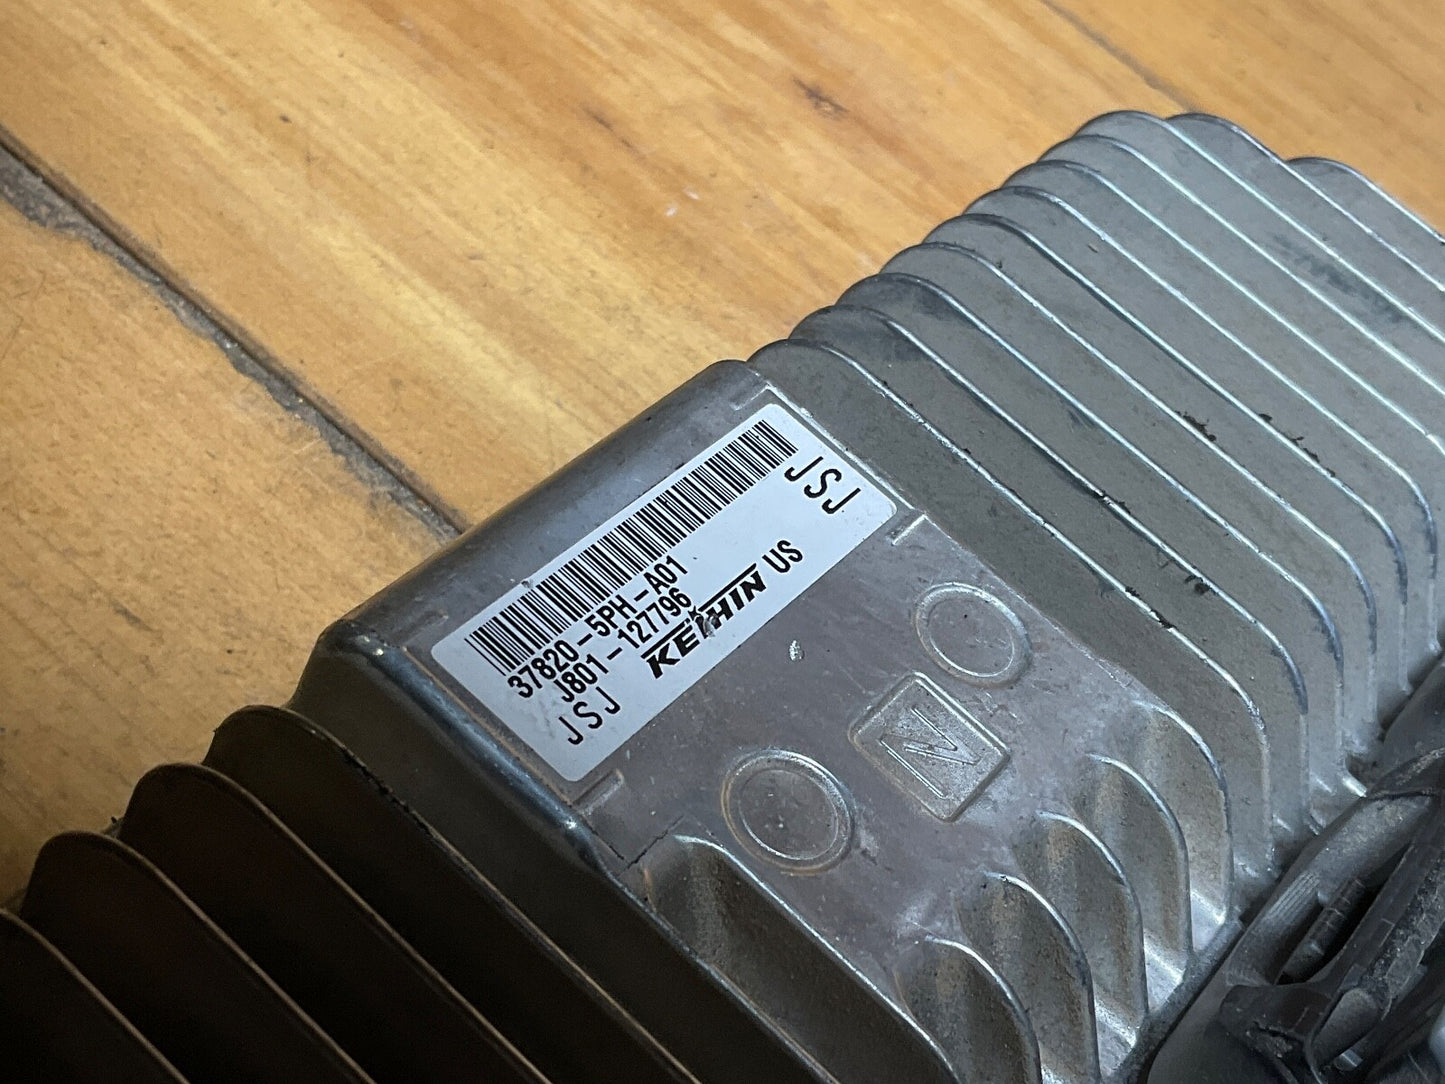 JSJ
37820-5PH-A01
J801-127796
JSJ
KEIHIN US
N